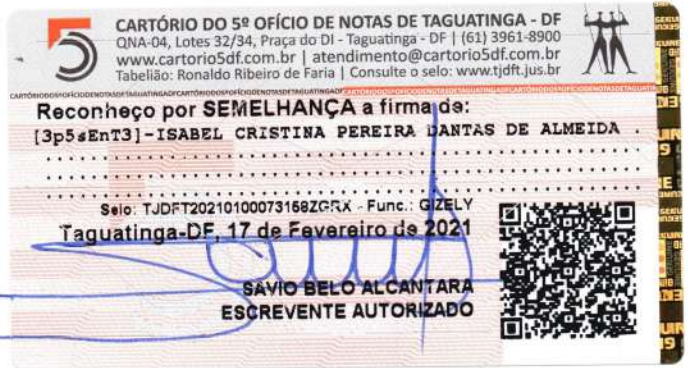 CARTÓRIO DO 5º OFÍCIO DE NOTAS DE TAGUATINGA - DF
QNA-04, Lotes 32/34, Praça do DI - Taguatinga - DF | (61) 3961-8900
www.cartorio5df.com.br | atendimento@cartorio5df.com.br
Tabelião: Ronaldo Ribeiro de Faria | Consulte o selo: www.tjdft.jus.br
Reconheço por SEMELHANÇA a firma de:
[3p5sEnT3]-ISABEL CRISTINA PEREIRA DANTAS DE ALMEIDA .
Selo: TJDFT20210100073158ZGRX - Func.: GIZELY
Taguatinga-DF, 17 de Fevereiro de 2021
SAVIO BELO ALCANTARA
ESCREVENTE AUTORIZADO